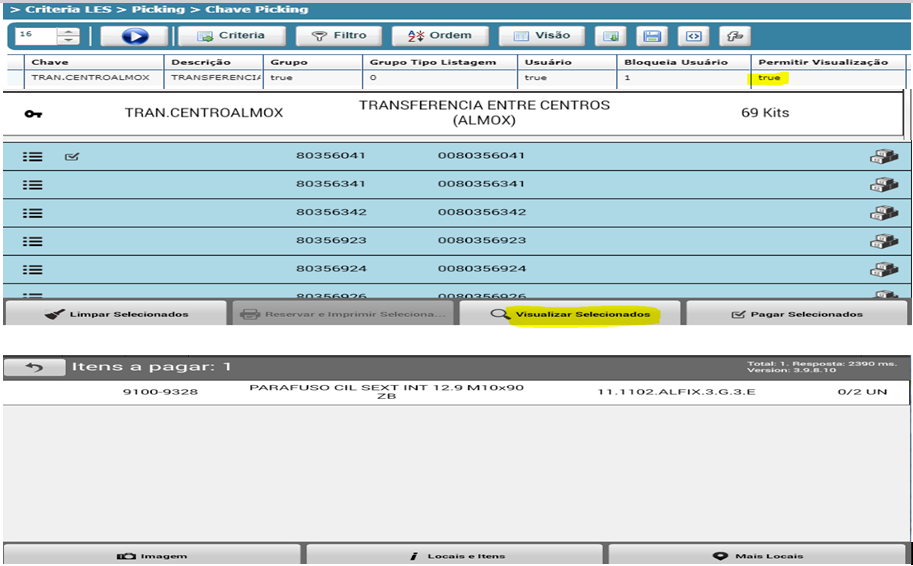 > Criteria LES > Picking > Chave Picking
16 Criteria Filtro Ordem Visão
Chave Descrição Grupo Grupo Tipo Listagem Usuário Bloqueia Usuário Permitir Visualização
TRAN.CENTROALMOX TRANSFERENCIA true 0 true 1 true
TRAN.CENTROALMOX TRANSFERENCIA ENTRE CENTROS (ALMOX) 69 Kits
80356041 0080356041
80356341 0080356341
80356342 0080356342
80356923 0080356923
80356924 0080356924
80356926 0080356926
Limpar Selecionados Reservar e Imprimir Seleciona... Visualizar Selecionados Pagar Selecionados
Itens a pagar: 1
Total: 1. Resposta: 2390 ms.
Version: 3.9.8.10
9100-9328 PARAFUSO CIL SEXT INT 12.9 M10x90 ZB 11.1102.ALFIX.3.G.3.E 0/2 UN
Imagem Locais e Itens Mais Locais